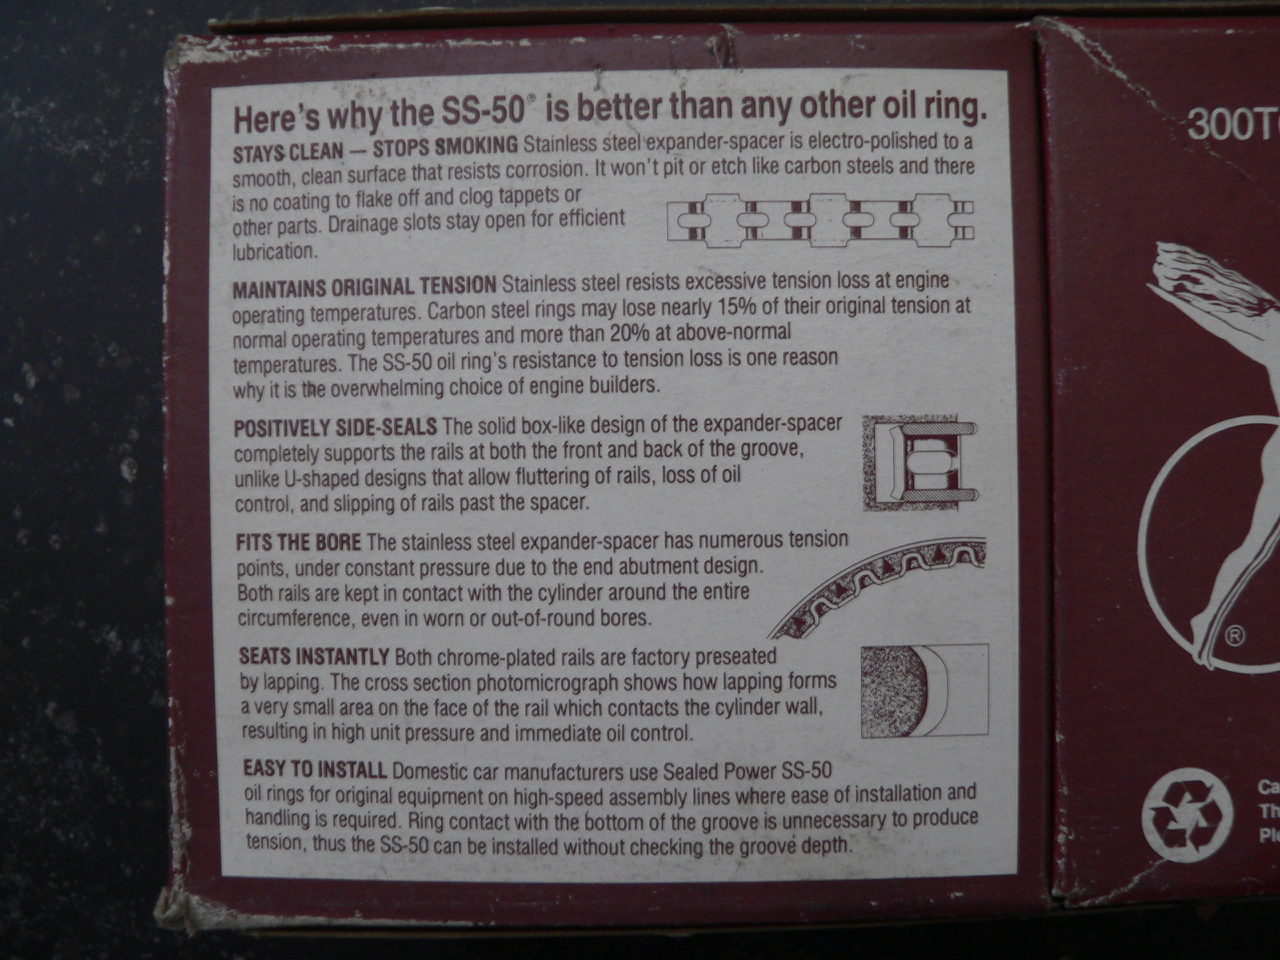 Here's why the SS-50® is better than any other oil ring.
STAYS CLEAN — STOPS SMOKING Stainless steel expander-spacer is electro-polished to a
smooth, clean surface that resists corrosion. It won't pit or etch like carbon steels and there
is no coating to flake off and clog tappets or
other parts. Drainage slots stay open for efficient
lubrication.
MAINTAINS ORIGINAL TENSION Stainless steel resists excessive tension loss at engine
operating temperatures. Carbon steel rings may lose nearly 15% of their original tension at
normal operating temperatures and more than 20% at above-normal
temperatures. The SS-50 oil ring's resistance to tension loss is one reason
why it is the overwhelming choice of engine builders.
POSITIVELY SIDE-SEALS The solid box-like design of the expander-spacer
completely supports the rails at both the front and back of the groove,
unlike U-shaped designs that allow fluttering of rails, loss of oil
control, and slipping of rails past the spacer.
FITS THE BORE The stainless steel expander-spacer has numerous tension
points, under constant pressure due to the end abutment design.
Both rails are kept in contact with the cylinder around the entire
circumference, even in worn or out-of-round bores.
SEATS INSTANTLY Both chrome-plated rails are factory preseated
by lapping. The cross section photomicrograph shows how lapping forms
a very small area on the face of the rail which contacts the cylinder wall,
resulting in high unit pressure and immediate oil control.
EASY TO INSTALL Domestic car manufacturers use Sealed Power SS-50
oil rings for original equipment on high-speed assembly lines where ease of installation and
handling is required. Ring contact with the bottom of the groove is unnecessary to produce
tension, thus the SS-50 can be installed without checking the groove depth.
300T
®
Ca
Th
Pl